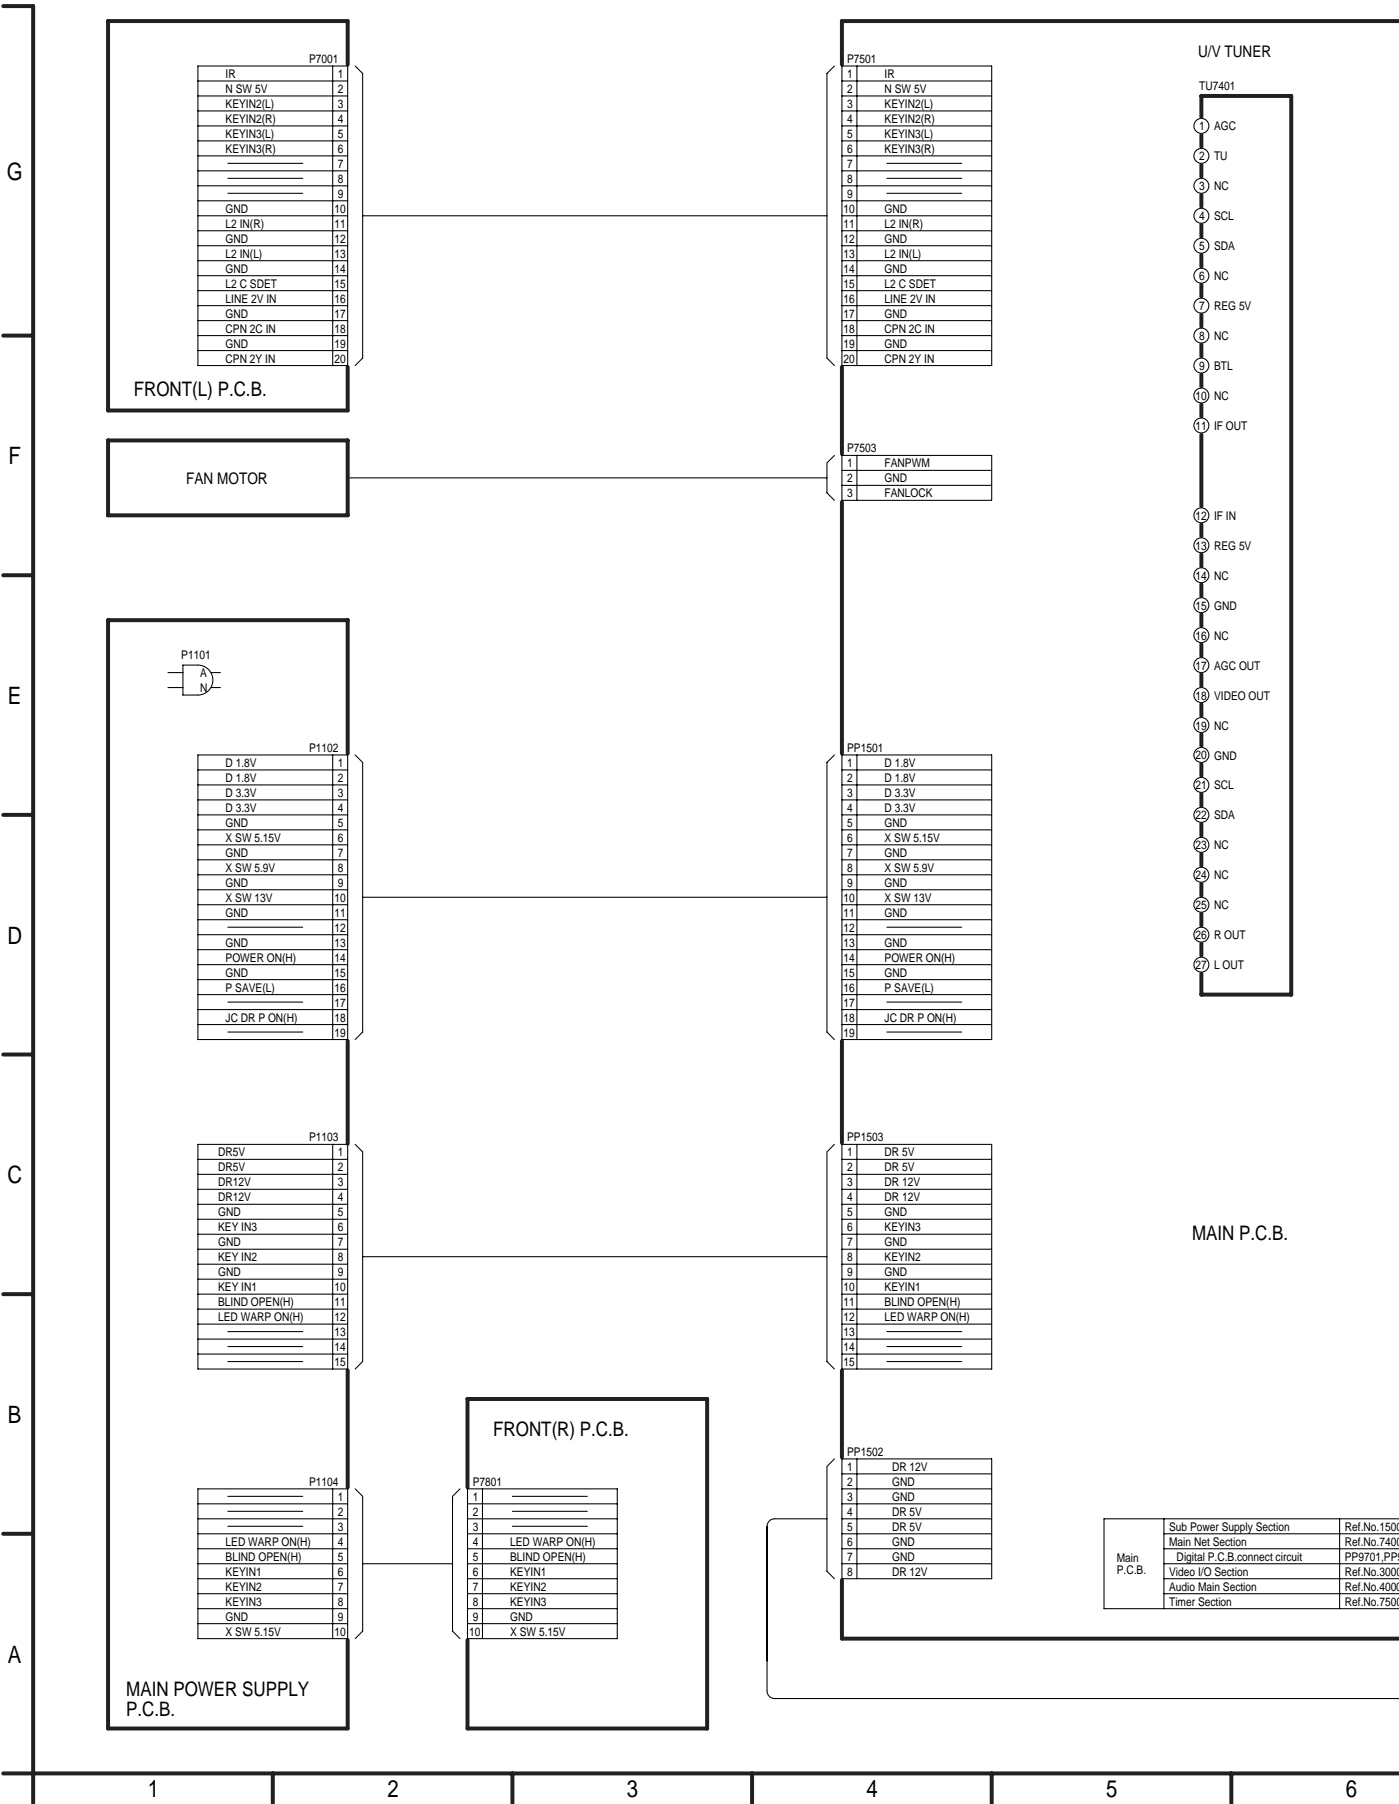 G
F
E
D
C
B
A
P7001
IR 1
N SW 5V 2
KEYIN2(L) 3
KEYIN2(R) 4
KEYIN3(L) 5
KEYIN3(R) 6
7
8
9
GND 10
L2 IN(R) 11
GND 12
L2 IN(L) 13
GND 14
L2 C SDET 15
LINE 2V IN 16
GND 17
CPN 2C IN 18
GND 19
CPN 2Y IN 20
FRONT(L) P.C.B.
FAN MOTOR
P1101
A
N
P1102
D 1.8V 1
D 1.8V 2
D 3.3V 3
D 3.3V 4
GND 5
X SW 5.15V 6
GND 7
X SW 5.9V 8
GND 9
X SW 13V 10
GND 11
12
GND 13
POWER ON(H) 14
GND 15
P SAVE(L) 16
17
JC DR P ON(H) 18
19
P1103
DR5V 1
DR5V 2
DR12V 3
DR12V 4
GND 5
KEY IN3 6
GND 7
KEY IN2 8
GND 9
KEY IN1 10
BLIND OPEN(H) 11
LED WARP ON(H) 12
13
14
15
P1104
1
2
3
LED WARP ON(H) 4
BLIND OPEN(H) 5
KEYIN1 6
KEYIN2 7
KEYIN3 8
GND 9
X SW 5.15V 10
MAIN POWER SUPPLY
P.C.B.
FRONT(R) P.C.B.
P7801
1
2
3
4 LED WARP ON(H)
5 BLIND OPEN(H)
6 KEYIN1
7 KEYIN2
8 KEYIN3
9 GND
10 X SW 5.15V
P7501
1 IR
2 N SW 5V
3 KEYIN2(L)
4 KEYIN2(R)
5 KEYIN3(L)
6 KEYIN3(R)
7
8
9
10 GND
11 L2 IN(R)
12 GND
13 L2 IN(L)
14 GND
15 L2 C SDET
16 LINE 2V IN
17 GND
18 CPN 2C IN
19 GND
20 CPN 2Y IN
P7503
1 FANPWM
2 GND
3 FANLOCK
PP1501
1 D 1.8V
2 D 1.8V
3 D 3.3V
4 D 3.3V
5 GND
6 X SW 5.15V
7 GND
8 X SW 5.9V
9 GND
10 X SW 13V
11 GND
12
13 GND
14 POWER ON(H)
15 GND
16 P SAVE(L)
17
18 JC DR P ON(H)
19
PP1503
1 DR 5V
2 DR 5V
3 DR 12V
4 DR 12V
5 GND
6 KEYIN3
7 GND
8 KEYIN2
9 GND
10 KEYIN1
11 BLIND OPEN(H)
12 LED WARP ON(H)
13
14
15
PP1502
1 DR 12V
2 GND
3 GND
4 DR 5V
5 DR 5V
6 GND
7 GND
8 DR 12V
U/V TUNER
TU7401
1 AGC
2 TU
3 NC
4 SCL
5 SDA
6 NC
7 REG 5V
8 NC
9 BTL
10 NC
11 IF OUT
12 IF IN
13 REG 5V
14 NC
15 GND
16 NC
17 AGC OUT
18 VIDEO OUT
19 NC
20 GND
21 SCL
22 SDA
23 NC
24 NC
25 NC
26 R OUT
27 L OUT
MAIN P.C.B.
Main
P.C.B.
Sub Power Supply Section Ref.No.1500
Main Net Section Ref.No.7400
Digital P.C.B.connect circuit PP9701,PP
Video I/O Section Ref.No.3000
Audio Main Section Ref.No.4000
Timer Section Ref.No.7500
1 2 3 4 5 6